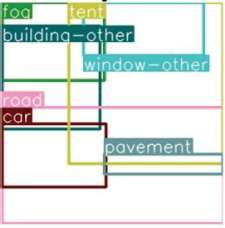 fog tent
building-other
window-other
road
car
pavement